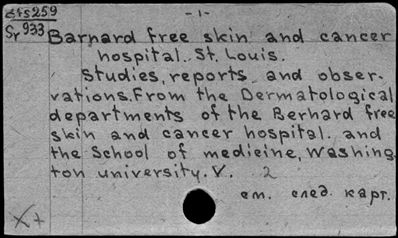 sts259 -1-
Sr 933 Barnard free skin and cancer
hospital. St. Louis.
Studies, reports and obser-
vations. From the Dermatological
departments of the Berhard free
skin and cancer hospital. and
the School of medicine, Washing-
ton university. V. 2
см. след. карт.